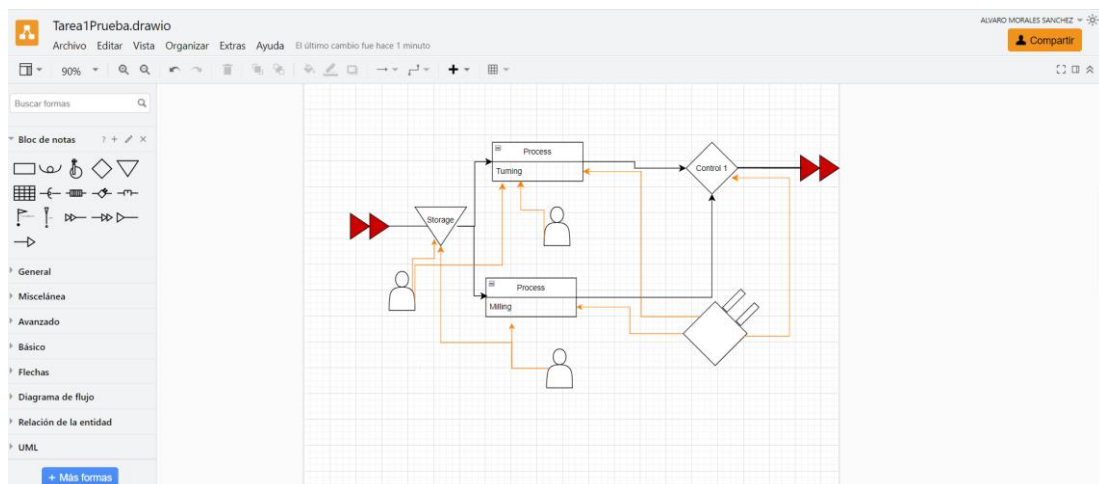 Tarea1Prueba.drawio
ALVARO MORALES SANCHEZ
Archivo Editar Vista Organizar Extras Ayuda El último cambio fue hace 1 minuto
Compartir
90%
Buscar formas
Bloc de notas
? + ×
General
Miscelánea
Avanzado
Básico
Flechas
Diagrama de flujo
Relación de la entidad
UML
+ Más formas
Process
Turning
Control 1
Storage
Process
Milling